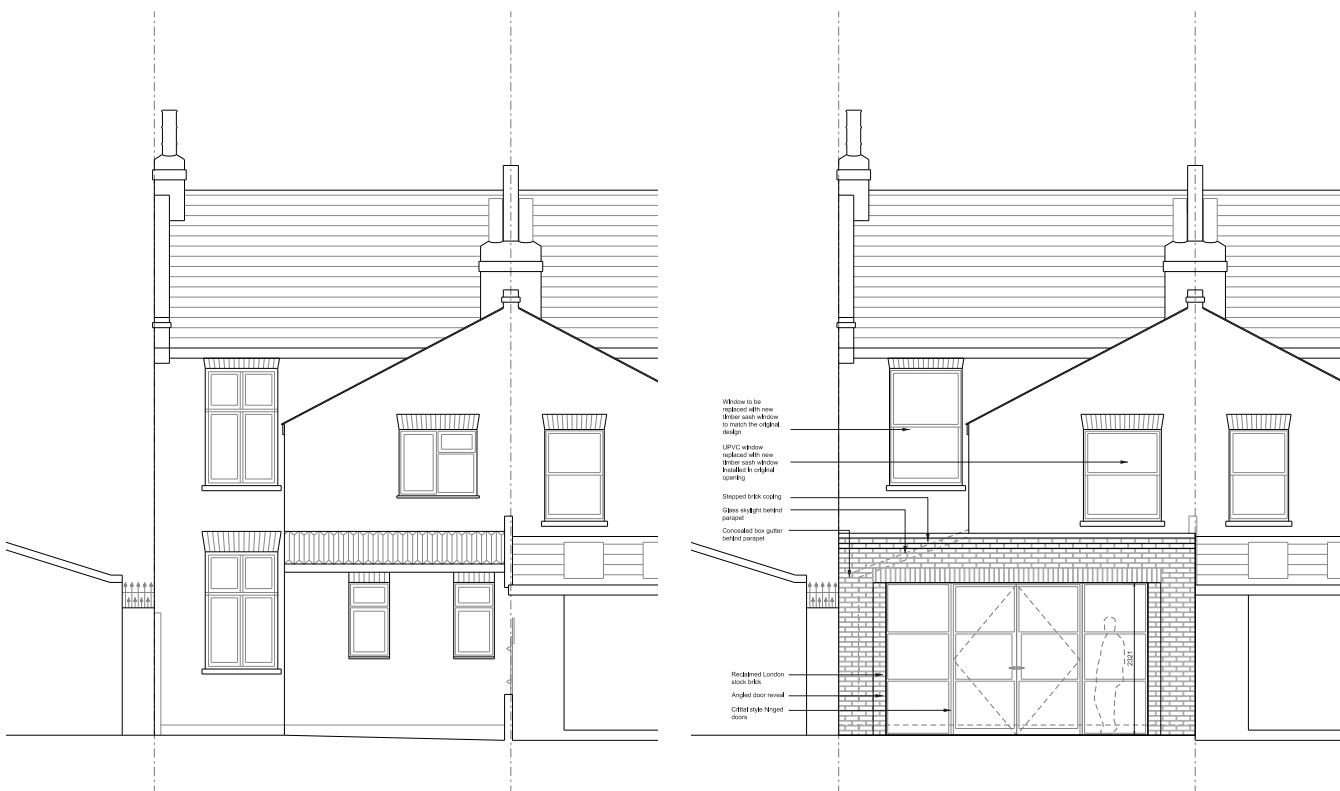 Window to be
replaced with new
timber sash window
to match the original
design
UPVC window
replaced with new
timber sash window
installed in original
opening
Stepped brick coping
Glass skylight behind
parapet
Concealed box gutter
behind parapet
2321
Reclaimed London
stock brick
Angled door reveal
Crittal style hinged
doors